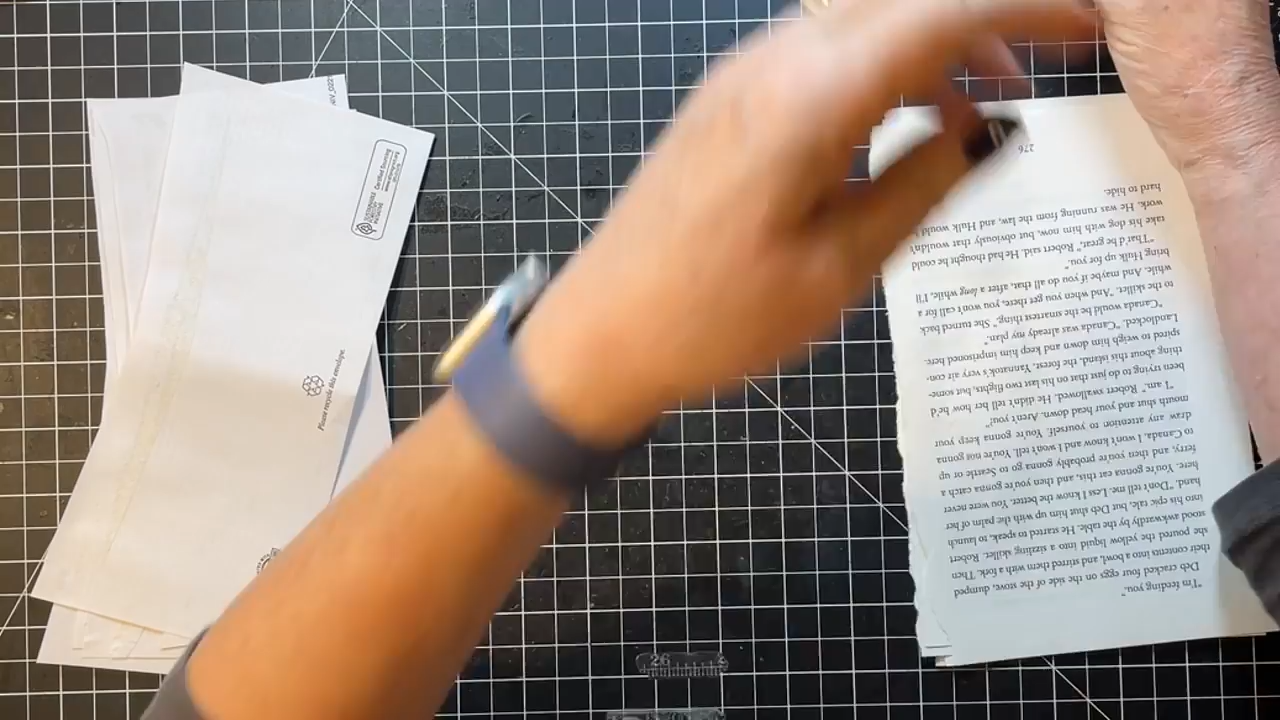 276
"I'm feeding you."
Deb cracked four eggs on the side of the stove, dumped
their contents into a bowl, and stirred them with a fork. Then
she poured the yellow liquid into a sizzling skillet. Robert
stood awkwardly by the table. He started to speak, to launch
into his epic tale, but Deb shut him up with the palm of her
hand. "Don't tell me. Less I know the better. You were never
here. You're gonna eat this, and then you're gonna catch a
ferry, and then you're probably gonna go to Seattle or up
to Canada, I won't know and I won't tell. You're not gonna
draw any attention to yourself. You're gonna keep your
mouth shut and your head down. Aren't you?"
"I am." Robert swallowed. He didn't tell her how he'd
been trying to do just that on his last two flights, but some-
thing about this island, the forest, Yannatok's very air con-
spired to weigh him down and keep him imprisoned here.
Landlocked. "Canada was already my plan."
"Canada would be the smartest thing." She turned back
to the skillet. "And when you get there, you won't call for a
while. And maybe if you do all that, after a long while, I'll
bring Hulk up for you."
"That'd be great," Robert said. He had thought he could
take his dog with him now, but obviously that wouldn't
work. He was running from the law, and Hulk would
hard to hide.
Certified Sourcing
Please recycle this envelope.
26